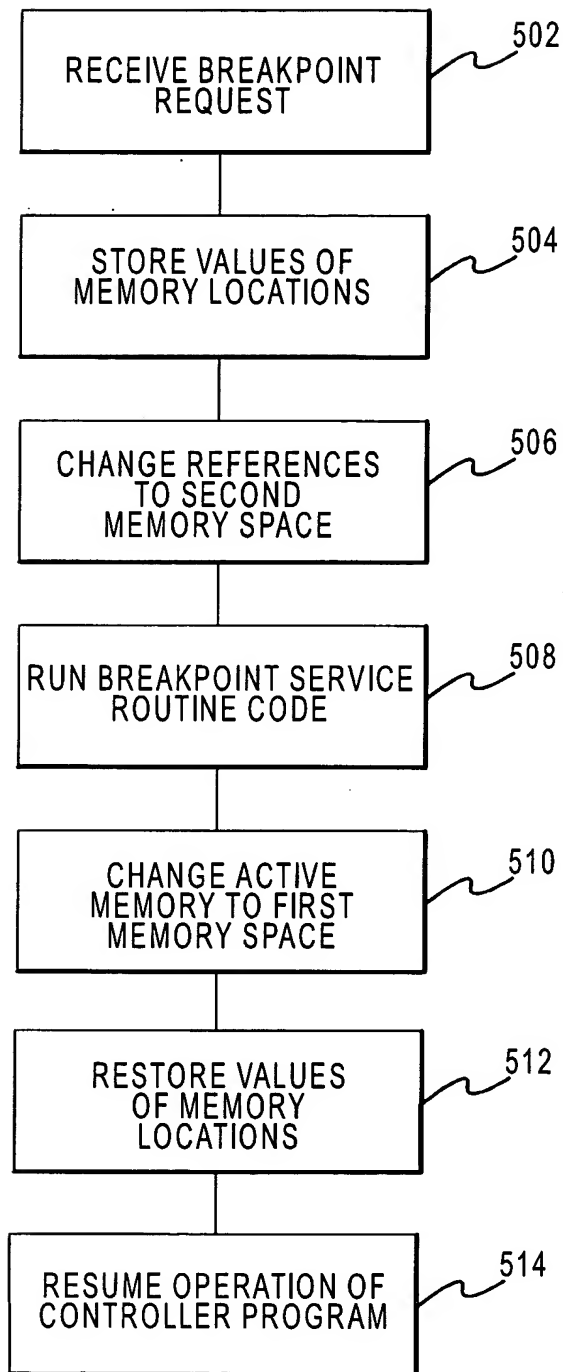 502
RECEIVE BREAKPOINT
REQUEST
504
STORE VALUES OF
MEMORY LOCATIONS
506
CHANGE REFERENCES
TO SECOND
MEMORY SPACE
508
RUN BREAKPOINT SERVICE
ROUTINE CODE
510
CHANGE ACTIVE
MEMORY TO FIRST
MEMORY SPACE
512
RESTORE VALUES
OF MEMORY
LOCATIONS
514
RESUME OPERATION OF
CONTROLLER PROGRAM